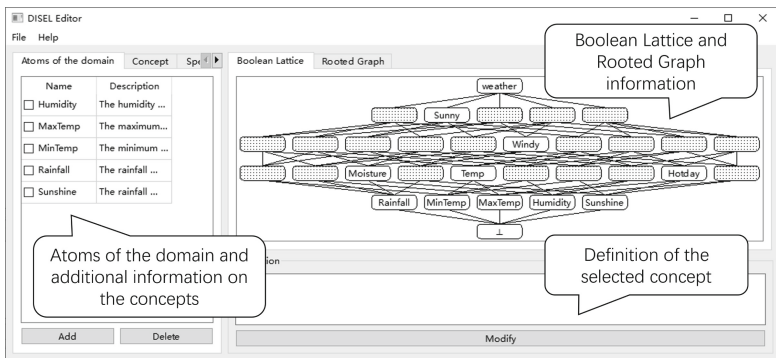 DISEL Editor
File Help
Atoms of the domain Concept Spe
Boolean Lattice Rooted Graph
Name Description
Humidity The humidity ...
MaxTemp The maximum...
MinTemp The minimum ...
Rainfall The rainfall ...
Sunshine The rainfall ...
Add Delete
weather
Sunny
Windy
Moisture Temp Hotday
Rainfall MinTemp MaxTemp Humidity Sunshine
⊥
Modify
Boolean Lattice and
Rooted Graph
information
Atoms of the domain and
additional information on
the concepts
Definition of the
selected concept